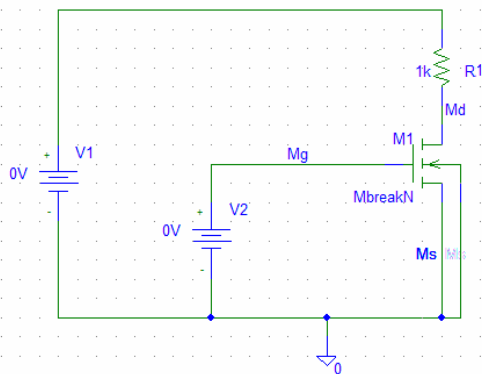 1k R1
Md
+ V1
M1
Mg
0V
MbreakN
+ V2
-
0V
Ms
-
0